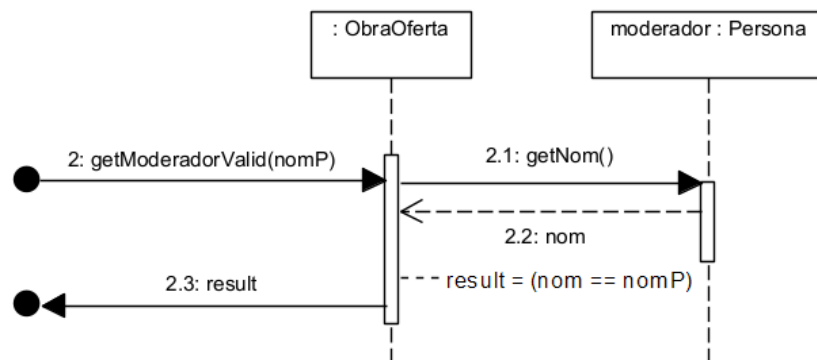 : ObraOferta
moderador : Persona
2: getModeradorValid(nomP)
2.1: getNom()
2.2: nom
result = (nom == nomP)
2.3: result